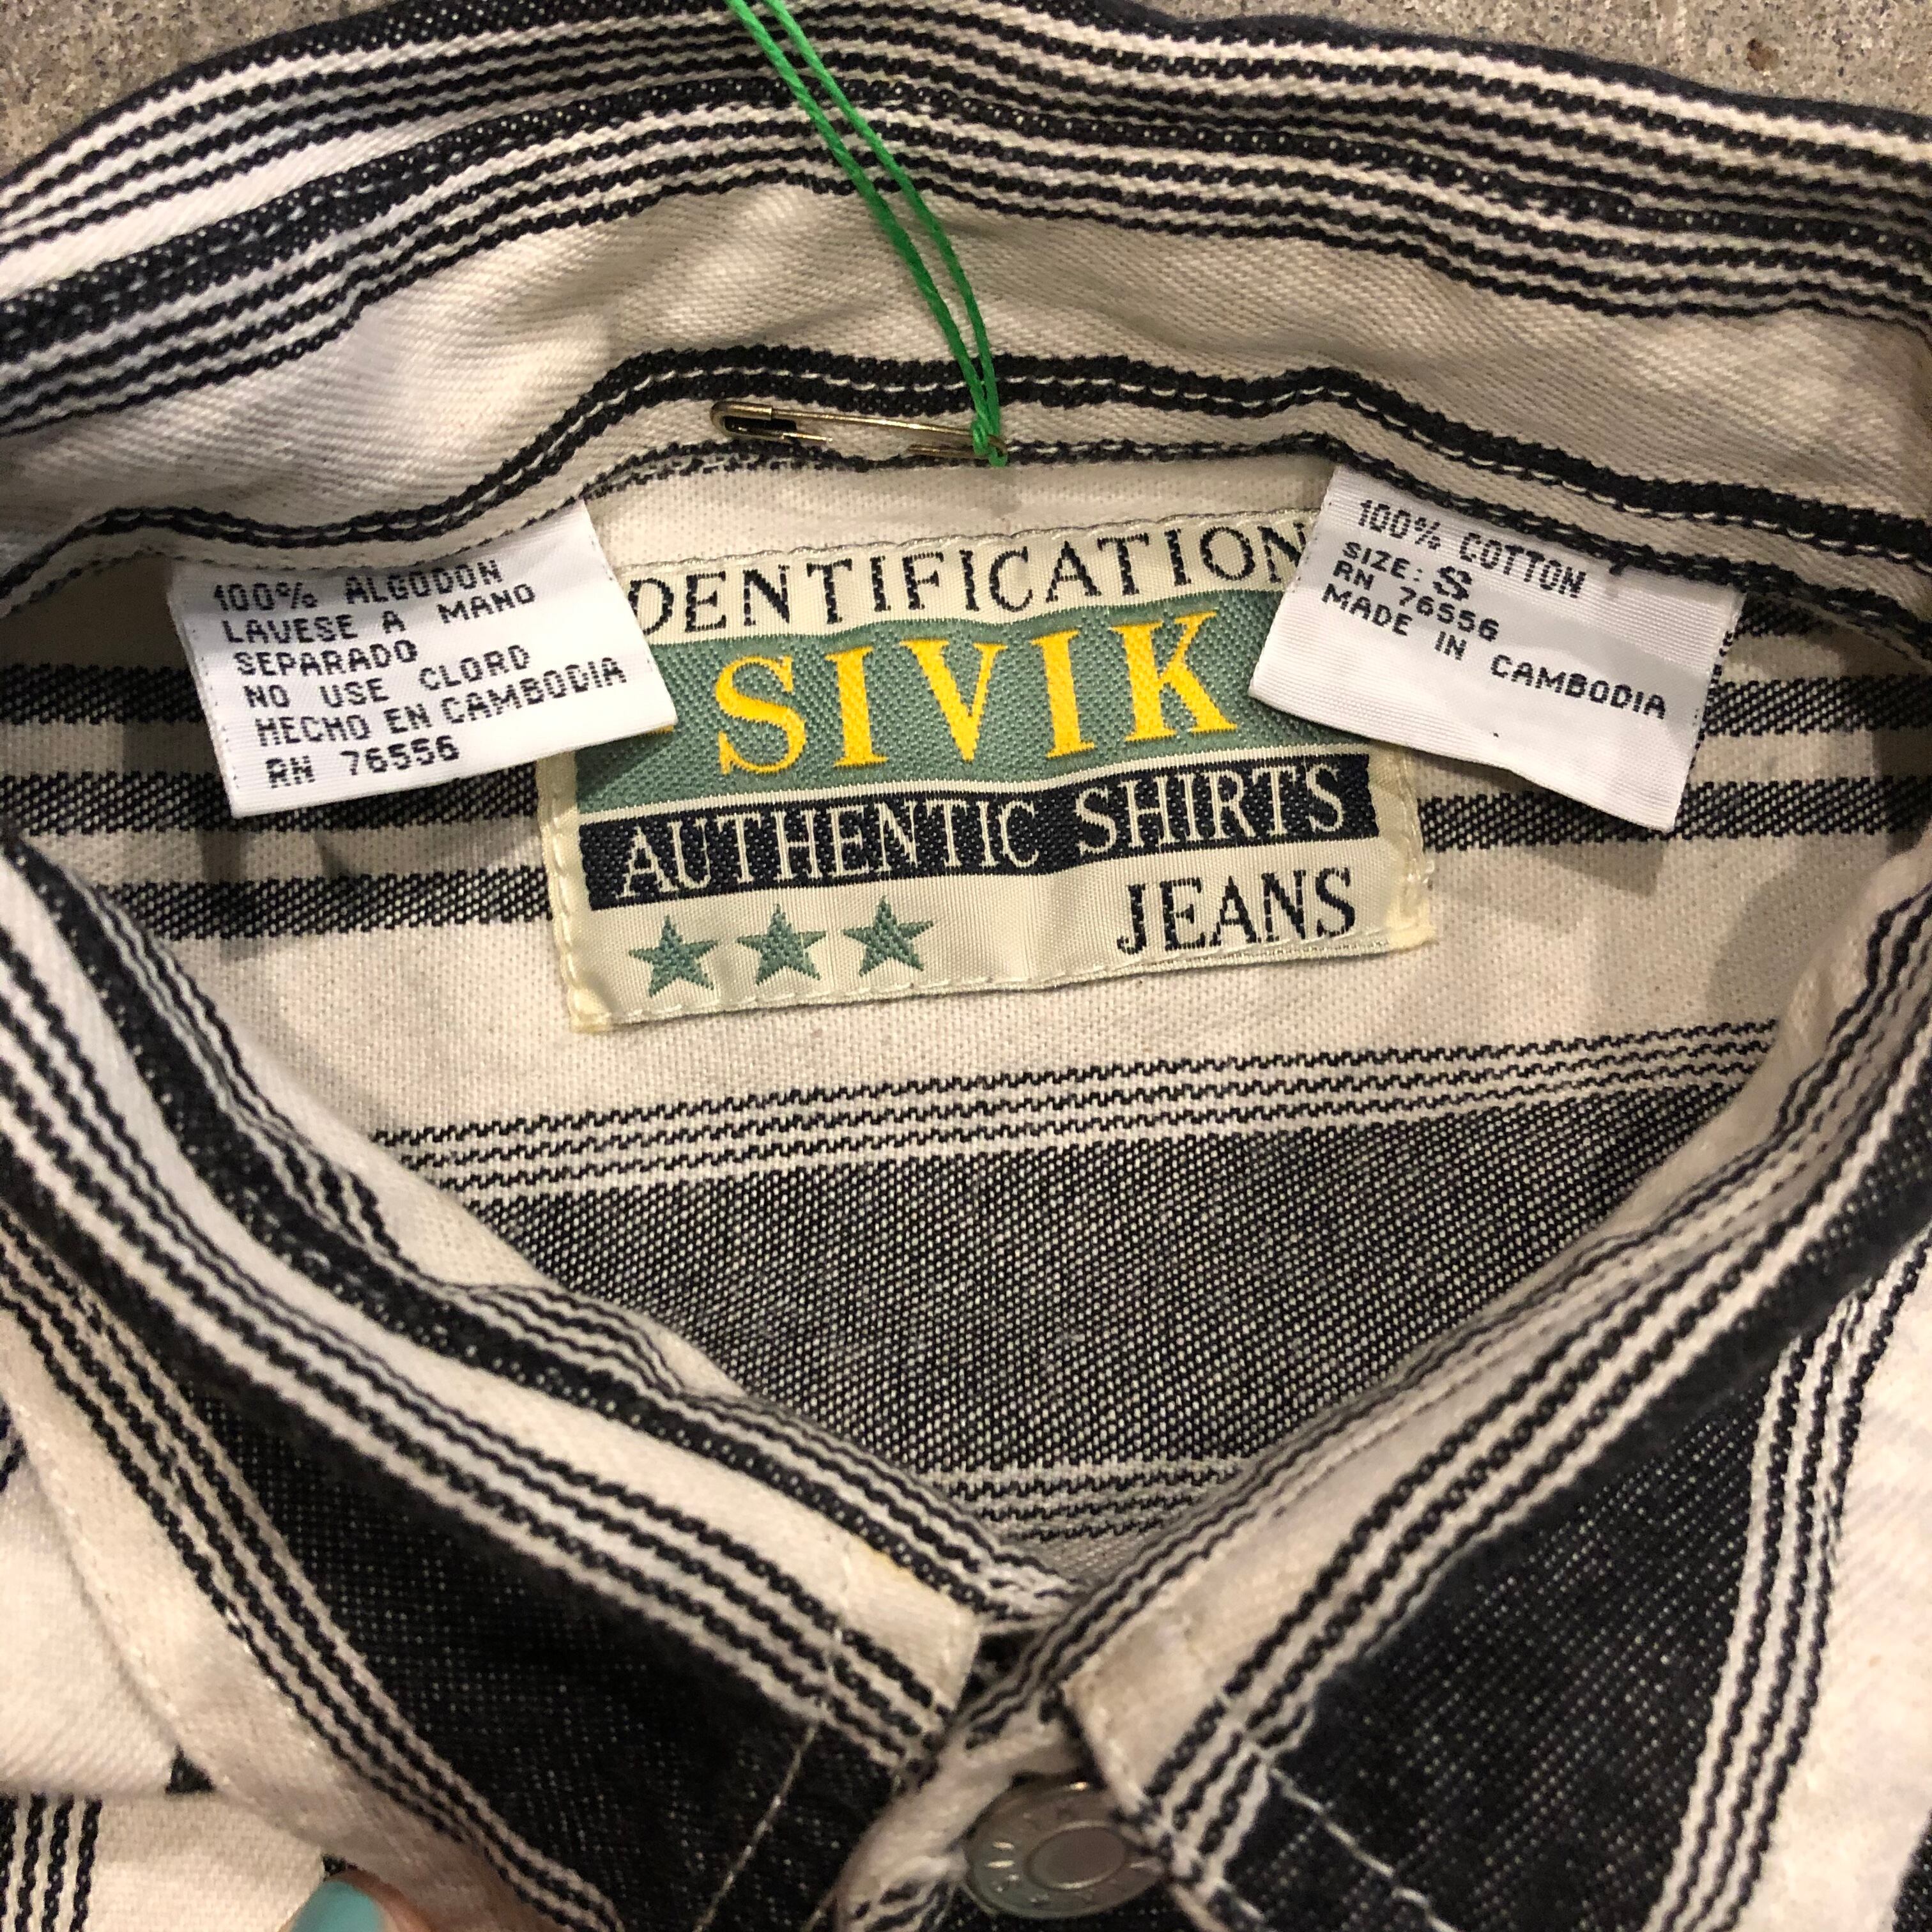 100% ALGODON
LAVESE A MANO
SEPARADO
NO USE CLORO
HECHO EN CAMBODIA
RN 76556
DENTIFICATION
SIVIK
AUTHENTIC SHIRTS
JEANS
100% COTTON
SIZE: S
RN 76556
MADE IN CAMBODIA